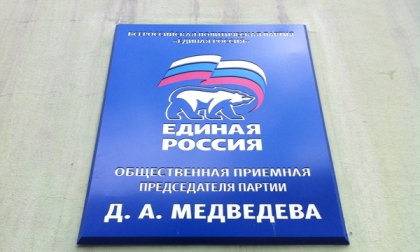 ВСЕРОССИЙСКАЯ ПОЛИТИЧЕСКАЯ ПАРТИЯ
"ЕДИНАЯ РОССИЯ"
ЕДИНАЯ
РОССИЯ
ОБЩЕСТВЕННАЯ ПРИЕМНАЯ
ПРЕДСЕДАТЕЛЯ ПАРТИИ
Д. А. МЕДВЕДЕВА